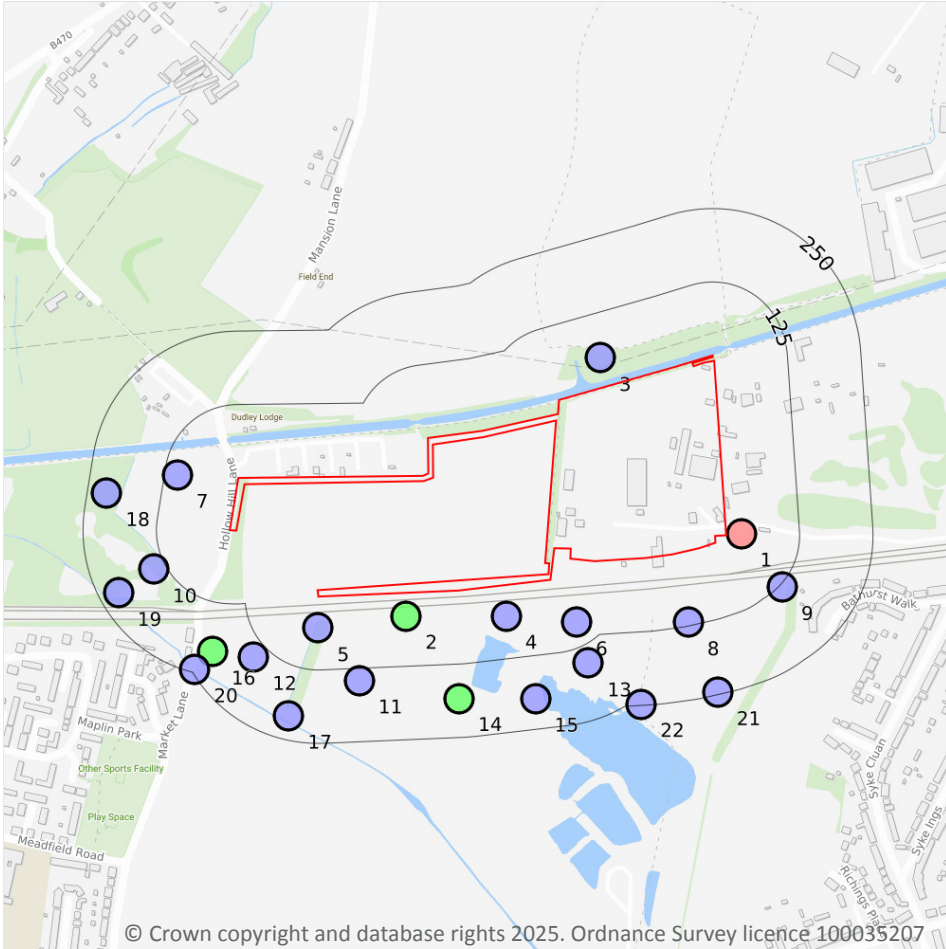 B470
Mansion Lane
Field End
250
125
3
Dudley Lodge
Hollow Hill Lane
7
18
1
10
19
9
Bathurst Walk
2
4
5
6
8
16
12
20
11
13
14
15
21
22
17
Market Lane
Maplin Park
Other Sports Facility
Play Space
Meadfield Road
Syke Cluan
Syke Ings
Richings Pla
© Crown copyright and database rights 2025. Ordnance Survey licence 100035207